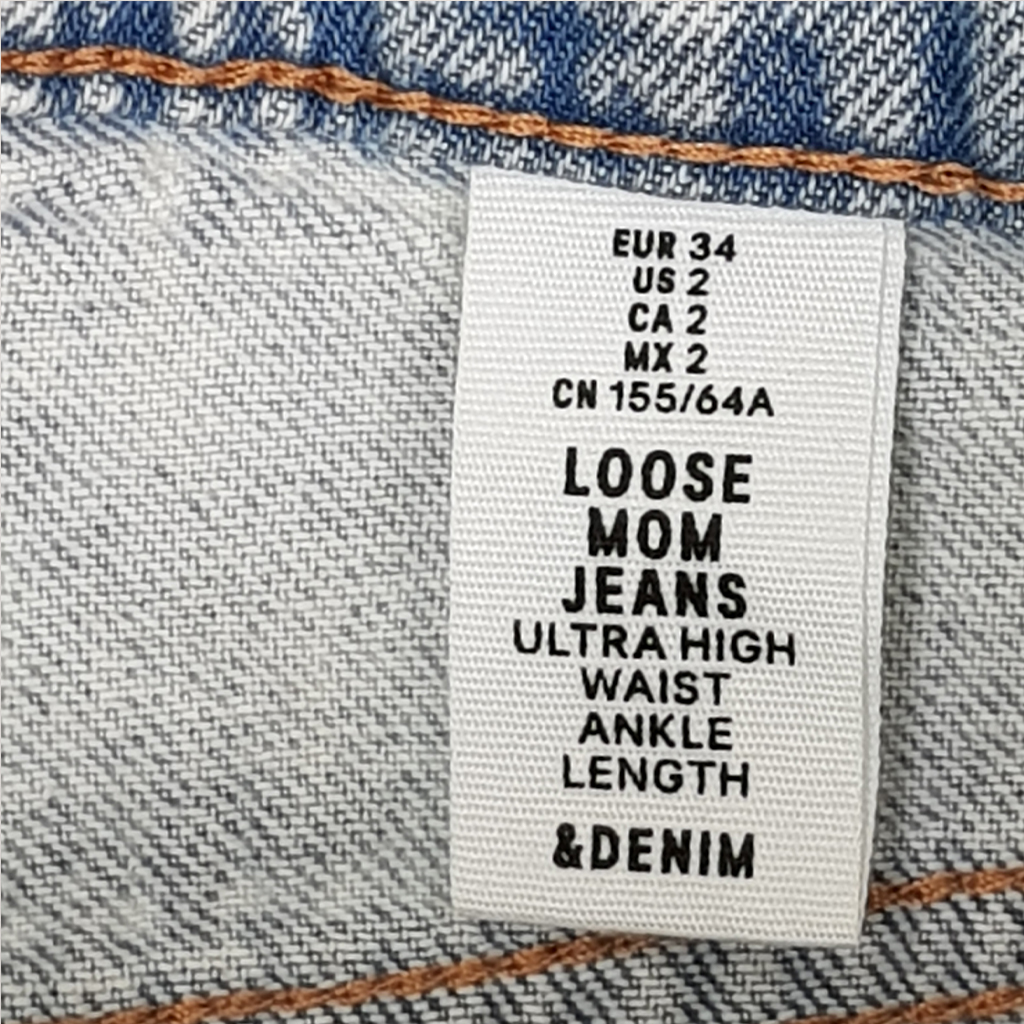 EUR 34
US 2
CA 2
MX 2
CN 155/64A
LOOSE
MOM
JEANS
ULTRA HIGH
WAIST
ANKLE
LENGTH
&DENIM